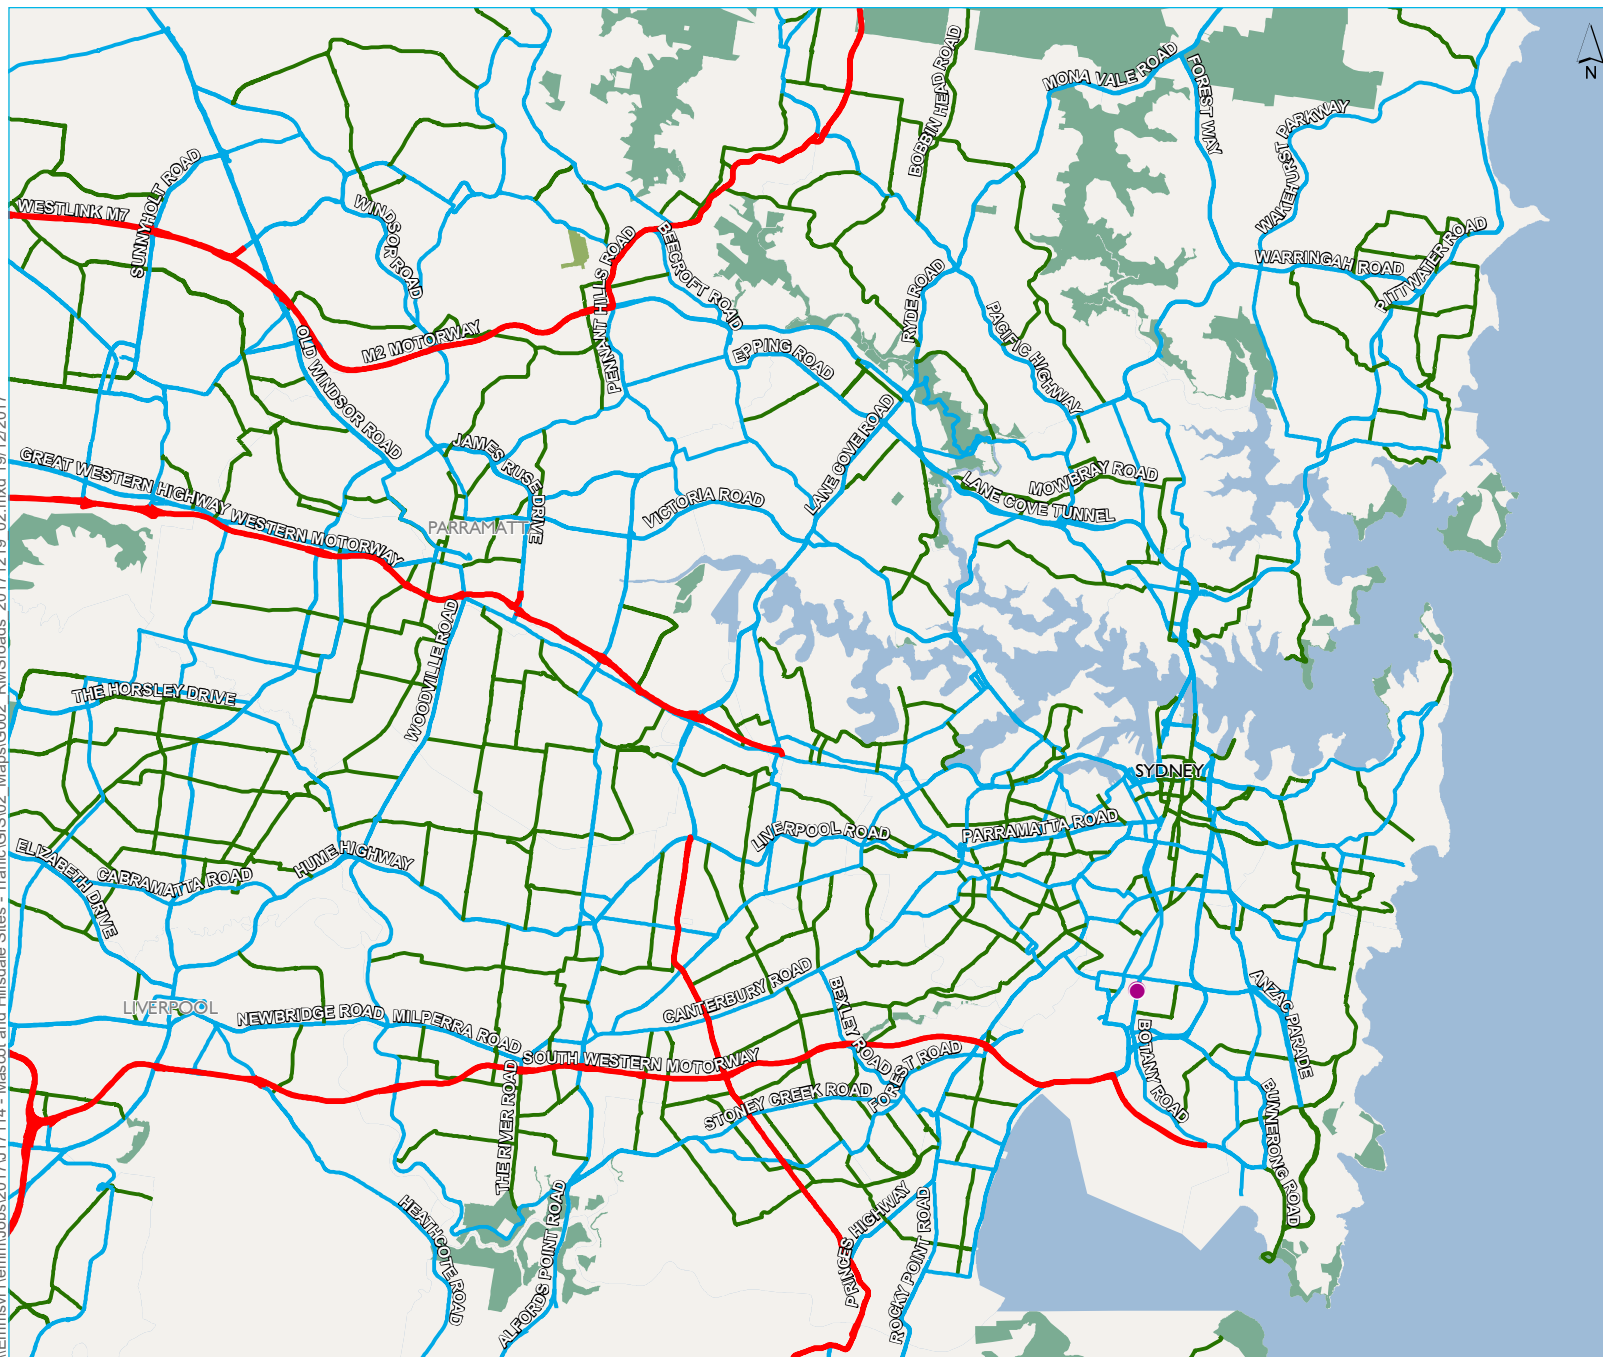 BOBBIN HEAD ROAD
MONA VALE ROAD
FOREST WAY
N
WAKEHURST PARKWAY
SUNNYHOLT ROAD
WESTLINK M7
WINDSOR ROAD
PENNANT HILLS ROAD
BEECROFT ROAD
RYDE ROAD
WARRINGAH ROAD
PITTWATER ROAD
M2 MOTORWAY
PACIFIC HIGHWAY
EPPING ROAD
OLD WINDSOR ROAD
LANE COVE ROAD
GREAT WESTERN HIGHWAY
WESTERN MOTORWAY
JAMES RUSE DRIVE
MOWBRAY ROAD
LANE COVE TUNNEL
VICTORIA ROAD
PARRAMATT
WOODVILLE ROAD
THE HORSLEY DRIVE
SYDNEY
LIVERPOOL ROAD
PARRAMATTA ROAD
ELIZABETH DRIVE
CABRAMATTA ROAD
HUME HIGHWAY
CANTERBURY ROAD
BEXLEY ROAD
ANZAC PARADE
LIVERPOOL
NEWBRIDGE ROAD
MILPERRA ROAD
SOUTH WESTERN MOTORWAY
FOREST ROAD
STONEY CREEK ROAD
BOTANY ROAD
BUNNERONG ROAD
THE RIVER ROAD
HEATHCOTE ROAD
ALFORDS POINT ROAD
PRINCES HIGHWAY
ROCKY POINT ROAD